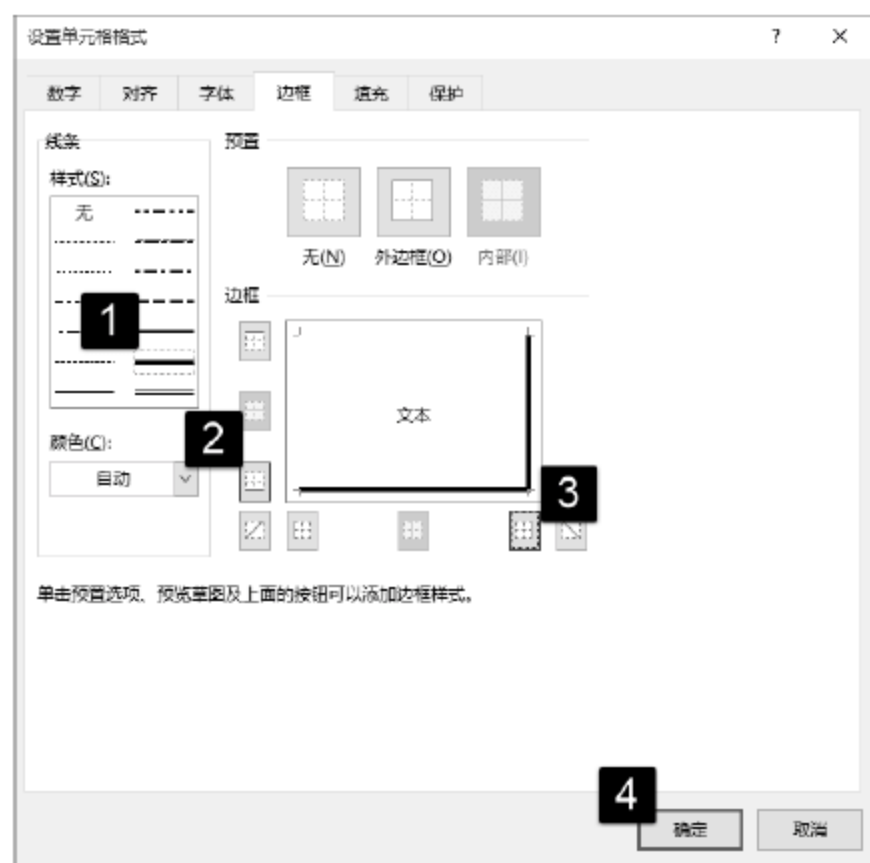 设置单元格格式 ? ×
数字 对齐 字体 边框 填充 保护
线条
样式(S):
无
1
颜色(C):
自动
2
预置
无(N) 外边框(O) 内部(I)
边框
文本
3
单击预置选项、预览草图及上面的按钮可以添加边框样式。
4
确定 取消